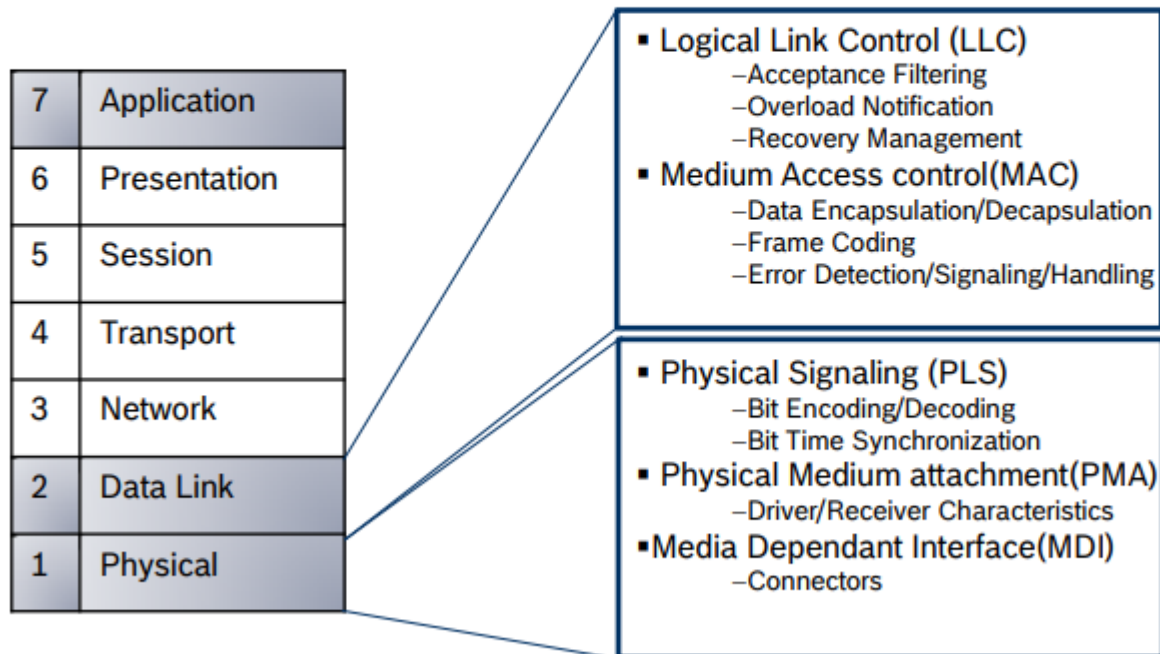 7 Application
6 Presentation
5 Session
4 Transport
3 Network
2 Data Link
1 Physical
▪ Logical Link Control (LLC)
–Acceptance Filtering
–Overload Notification
–Recovery Management
▪ Medium Access control(MAC)
–Data Encapsulation/Decapsulation
–Frame Coding
–Error Detection/Signaling/Handling
▪ Physical Signaling (PLS)
–Bit Encoding/Decoding
–Bit Time Synchronization
▪ Physical Medium attachment(PMA)
–Driver/Receiver Characteristics
▪Media Dependant Interface(MDI)
–Connectors